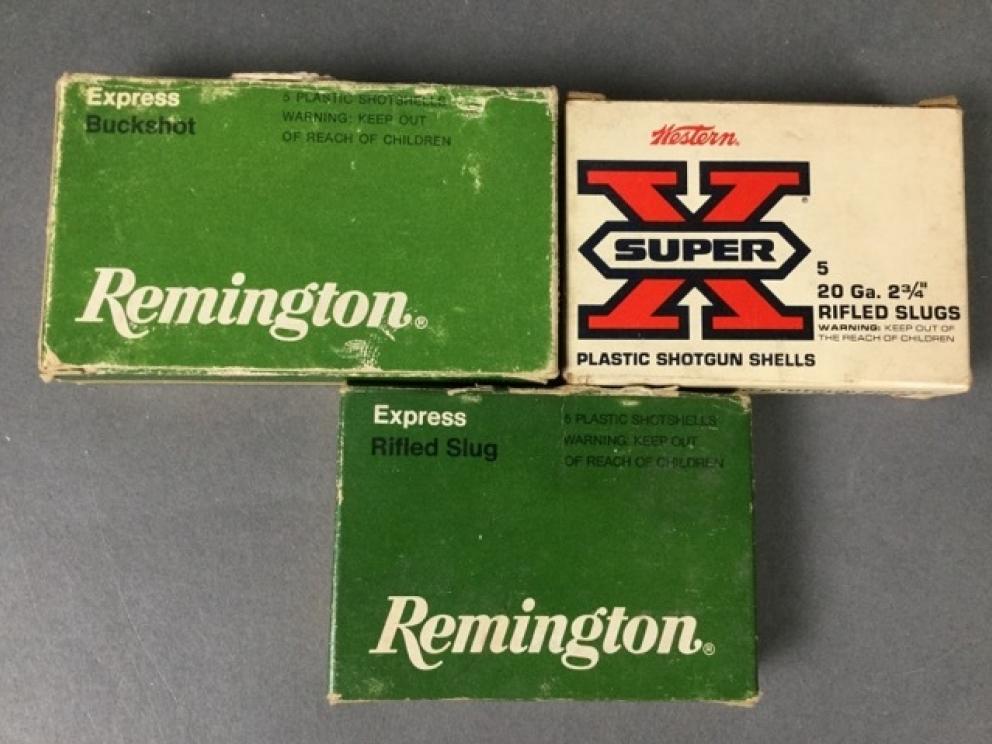 Express
Buckshot
5 PLASTIC SHOTSHELLS
WARNING: KEEP OUT
OF REACH OF CHILDREN
Remington®
Western
X
SUPER
®
5
20 Ga. 2¾"
RIFLED SLUGS
WARNING: KEEP OUT OF
THE REACH OF CHILDREN
PLASTIC SHOTGUN SHELLS
Express
Rifled Slug
5 PLASTIC SHOTSHELLS
WARNING: KEEP OUT
OF REACH OF CHILDREN
Remington®